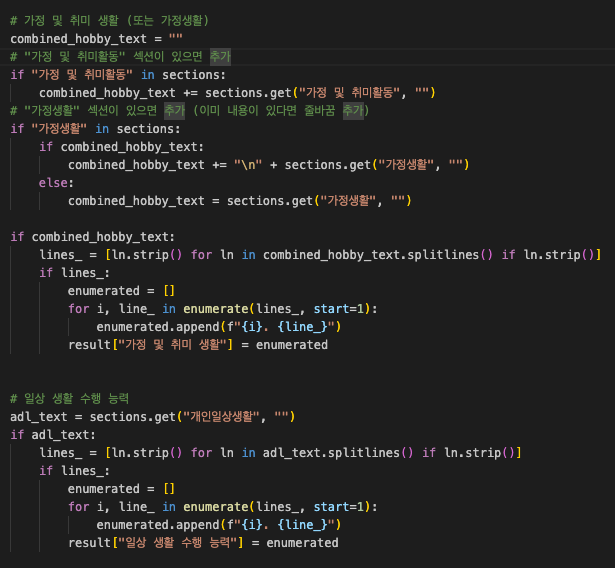 # 가정 및 취미 생활 (또는 가정생활)
combined_hobby_text = ""
# "가정 및 취미활동" 섹션이 있으면 추가
if "가정 및 취미활동" in sections:
    combined_hobby_text += sections.get("가정 및 취미활동", "")
# "가정생활" 섹션이 있으면 추가 (이미 내용이 있다면 줄바꿈 추가)
if "가정생활" in sections:
    if combined_hobby_text:
        combined_hobby_text += "\n" + sections.get("가정생활", "")
    else:
        combined_hobby_text = sections.get("가정생활", "")
if combined_hobby_text:
    lines_ = [ln.strip() for ln in combined_hobby_text.splitlines() if ln.strip()]
    if lines_:
        enumerated = []
        for i, line_ in enumerate(lines_, start=1):
            enumerated.append(f"{i}. {line_}")
        result["가정 및 취미 생활"] = enumerated
# 일상 생활 수행 능력
adl_text = sections.get("개인일상생활", "")
if adl_text:
    lines_ = [ln.strip() for ln in adl_text.splitlines() if ln.strip()]
    if lines_:
        enumerated = []
        for i, line_ in enumerate(lines_, start=1):
            enumerated.append(f"{i}. {line_}")
        result["일상 생활 수행 능력"] = enumerated